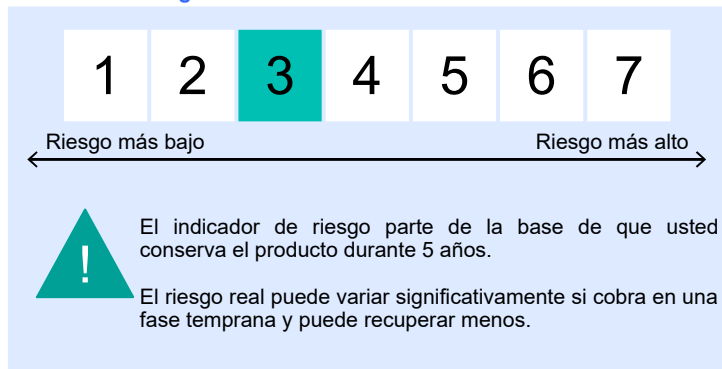 1 2 3 4 5 6 7
Riesgo más bajo Riesgo más alto
!
El indicador de riesgo parte de la base de que usted
conserva el producto durante 5 años.
El riesgo real puede variar significativamente si cobra en una
fase temprana y puede recuperar menos.